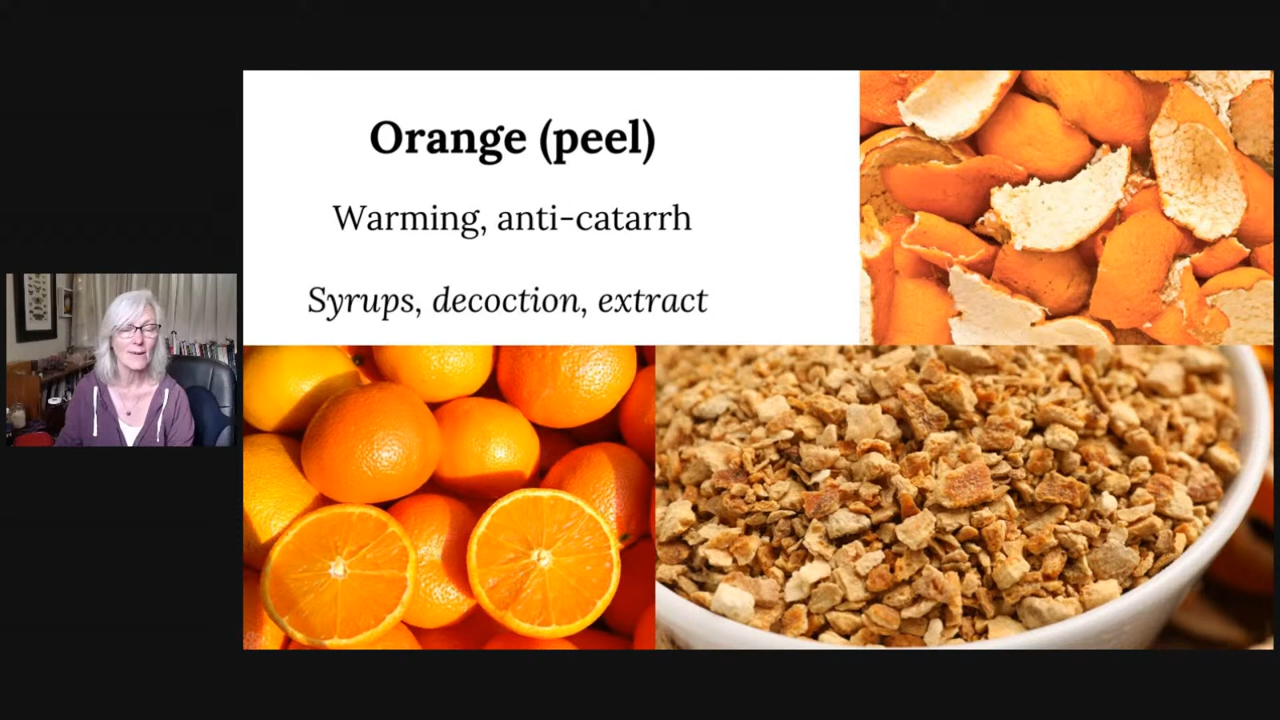 Orange (peel)
Warming, anti-catarrh
Syrups, decoction, extract